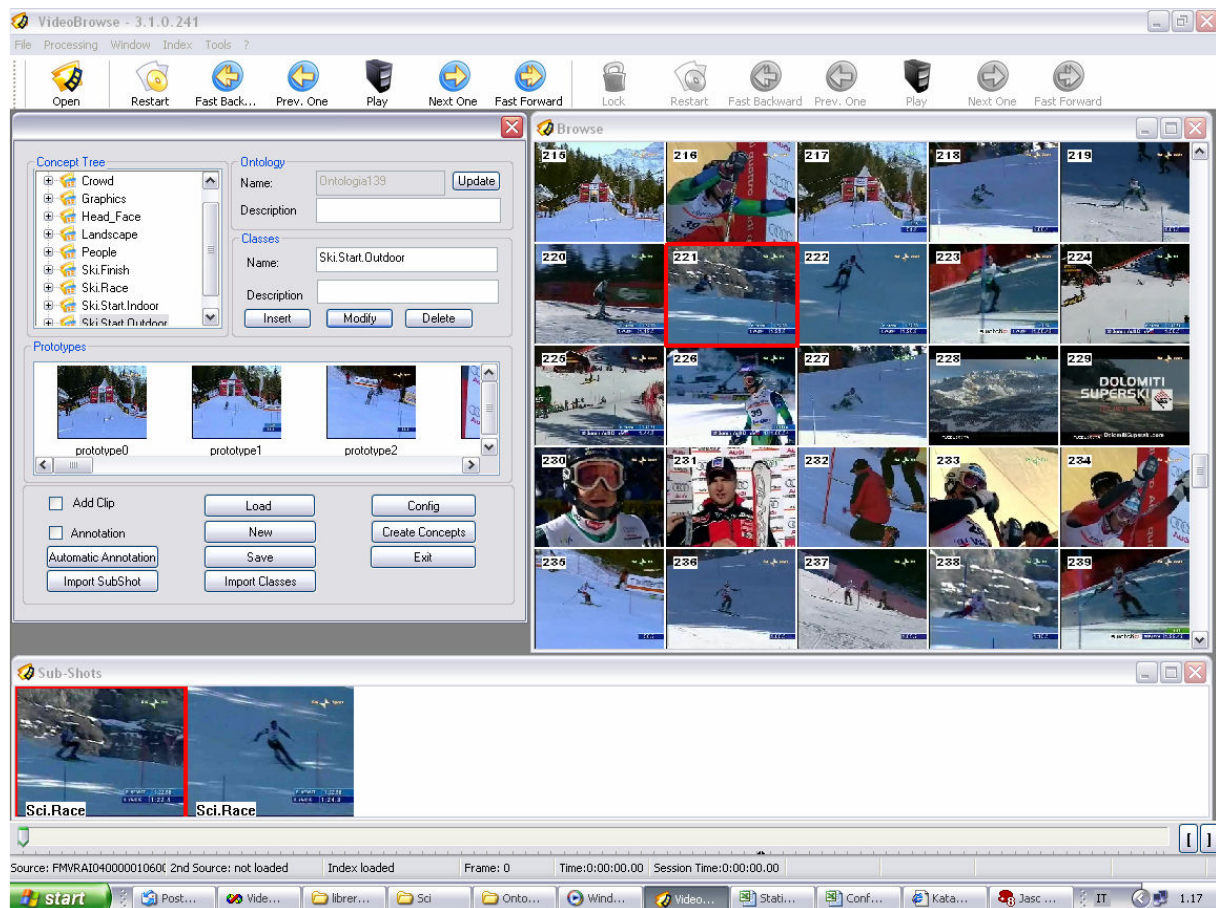 VideoBrowse - 3.1.0.241
File Processing Window Index Tools ?
Open Restart Fast Back... Prev. One Play Next One Fast Forward Lock Restart Fast Backward Prev. One Play Next One Fast Forward
Concept Tree
Crowd
Graphics
Head_Face
Landscape
People
Ski.Finish
Ski.Race
Ski.Start.Indoor
Ski.Start.Outdoor
Ontology
Name: Ontologia139 Update
Description
Classes
Name: Ski.Start.Outdoor
Description
Insert Modify Delete
Prototypes
prototype0 prototype1 prototype2
Add Clip Load Config
Annotation New Create Concepts
Automatic Annotation Save Exit
Import SubShot Import Classes
Browse
215 216 217 218 219
220 221 222 223 224
225 226 227 228 229
DOLOMITI
SUPERSKI
230 231 232 233 234
235 236 237 238 239
Sub-Shots
Sci.Race Sci.Race
[ ]
Source: FMVRAI04000001060( 2nd Source: not loaded Index loaded Frame: 0 Time:0:00:00.00 Session Time:0:00:00.00
start Post... Vide... librer... Sci Onto... Wind... Video... Stati... Conf... Kata... Jasc ... IT 1.17